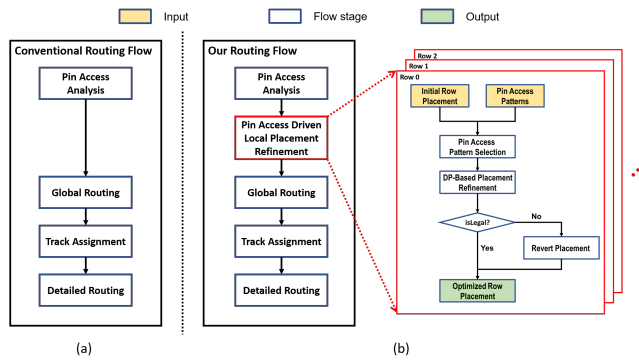 Input
Flow stage
Output
Conventional Routing Flow
Pin Access
Analysis
Global Routing
Track Assignment
Detailed Routing
(a)
Our Routing Flow
Pin Access
Analysis
Pin Access Driven
Local Placement
Refinement
Global Routing
Track Assignment
Detailed Routing
Row 2
Row 1
Row 0
Initial Row
Placement
Pin Access
Patterns
Pin Access
Pattern Selection
DP-Based Placement
Refinement
isLegal?
No
Yes
Revert Placement
Optimized Row
Placement
(b)